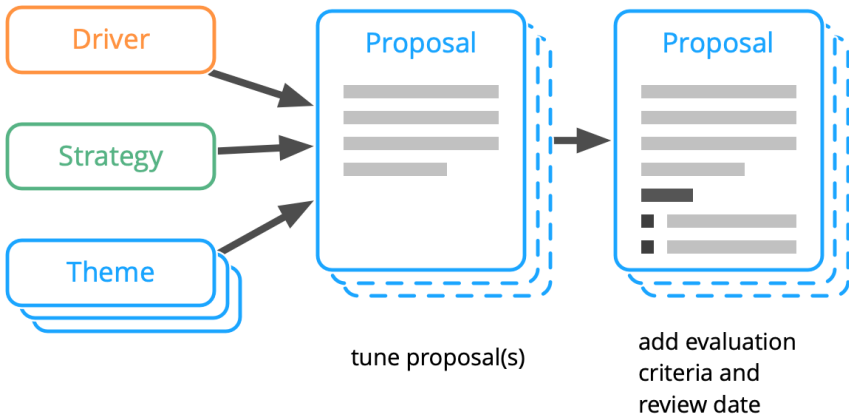 Driver
Strategy
Theme
Proposal
tune proposal(s)
Proposal
add evaluation
criteria and
review date